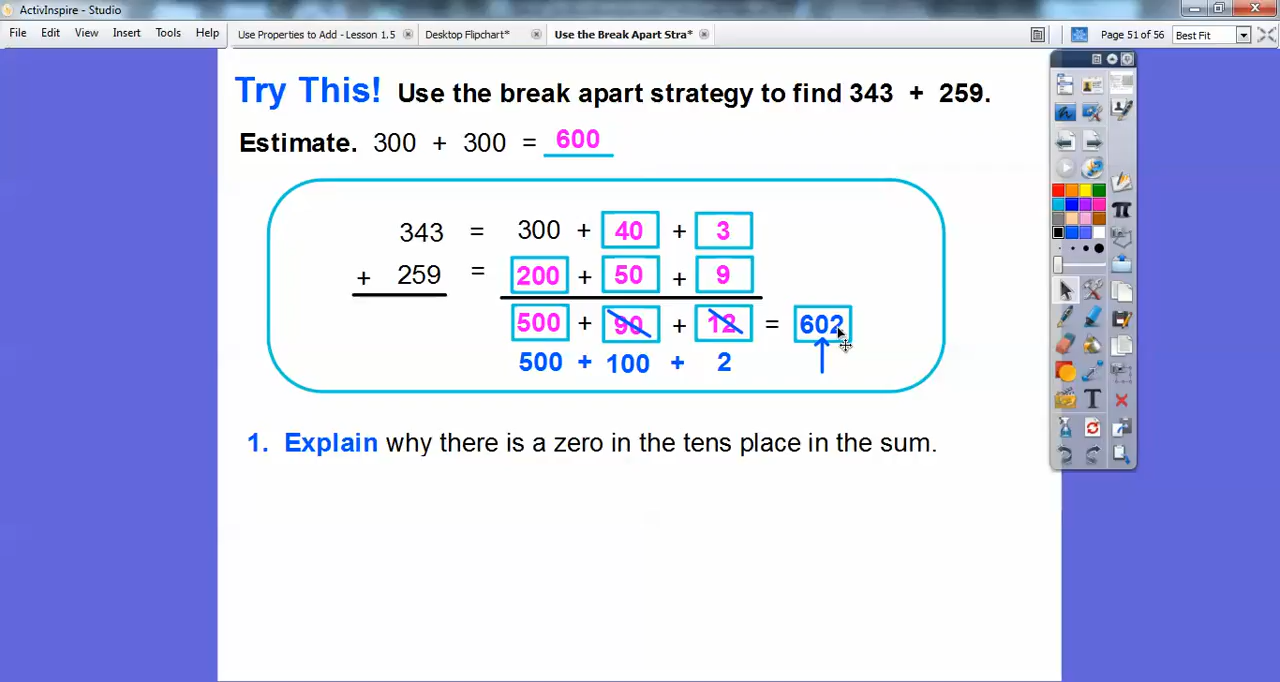 ActivInspire - Studio
File Edit View Insert Tools Help
Use Properties to Add - Lesson 1.5
Desktop Flipchart*
Use the Break Apart Stra*
Page 51 of 56
Best Fit
Try This! Use the break apart strategy to find 343 + 259.
Estimate. 300 + 300 = 600
343 = 300 + 40 + 3
+ 259 = 200 + 50 + 9
500 + 90 + 12 = 602
500 + 100 + 2
1. Explain why there is a zero in the tens place in the sum.